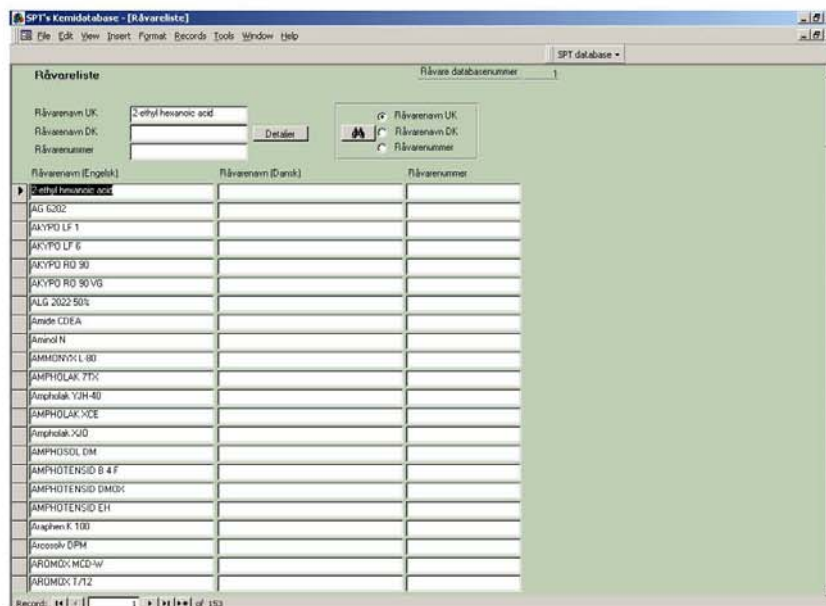 SPT's Kemidatabase - [Råvareliste]
File Edit View Insert Format Records Tools Window Help
SPT database
Råvareliste
Råvare databasenummer 1
Råvarenavn UK 2-ethyl hexanoic acid
Råvarenavn DK
Råvarenummer
Detaljer
Råvarenavn UK
Råvarenavn DK
Råvarenummer
Råvarenavn (Engelsk) Råvarenavn (Dansk) Råvarenummer
2-ethyl hexanoic acid
AG 6202
AKYPO LF 1
AKYPO LF 6
AKYPO RO 90
AKYPO RO 90 VG
ALG 2022 50%
Amide CDEA
Aminol N
AMMONYX L-80
AMPHOLAK 7TX
Ampholak YJH-40
AMPHOLAK XCE
Ampholak XJO
AMPHOSOL DM
AMPHOTENSID B 4 F
AMPHOTENSID DMOX
AMPHOTENSID EH
Araphen K 100
Arcosolv DPM
AROMOX MCD-W
AROMOX T/12
Record: 1 of 153